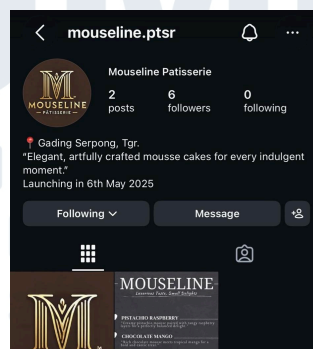 mouseline.ptsr
MOUSELINE
PATISSERIE
Mouseline Patisserie
2 6 0
posts followers following
Gading Serpong, Tgr.
"Elegant, artfully crafted mousse cakes for every indulgent
moment."
Launching in 6th May 2025
Following Message
MOUSELINE
Luxurious Taste, Small Delights
PISTACHIO RASPBERRY
CHOCOLATE MANGO